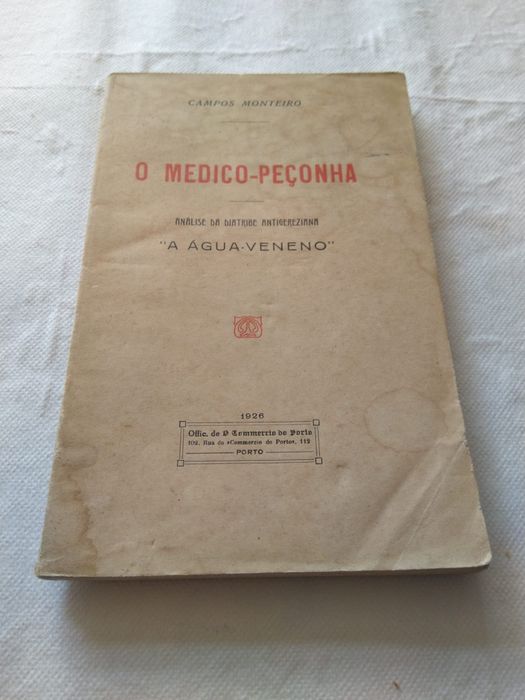 CAMPOS MONTEIRO
O MEDICO-PEÇONHA
ANÁLISE DA DIATRIBE ANTIGEREZIANA
"A ÁGUA-VENENO"
1926
Offic. de O Commercio do Porto
102, Rua do «Commercio do Porto», 112
PORTO